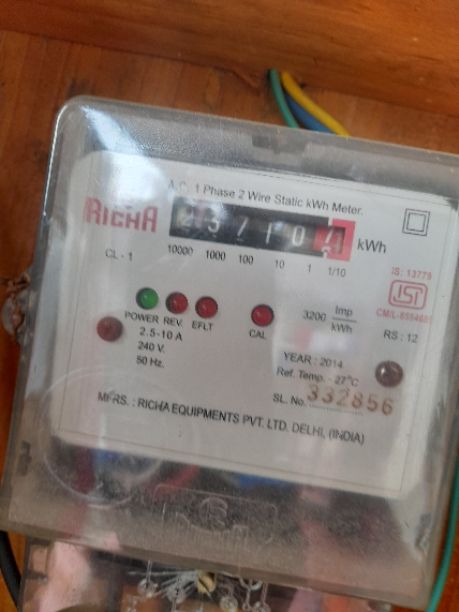 A.C. 1 Phase 2 Wire Static kWh Meter.
RICHA
kWh
CL - 1
10000 1000 100 10 1 1/10
IS: 13779
ISI
POWER REV. EFLT
CAL
3200 Imp
kWh
RS : 12
2.5-10 A
240 V.
50 Hz.
YEAR : 2014
Ref. Temp. - 27°C
SL. No. 332856
MFRS. : RICHA EQUIPMENTS PVT. LTD. DELHI, (INDIA)